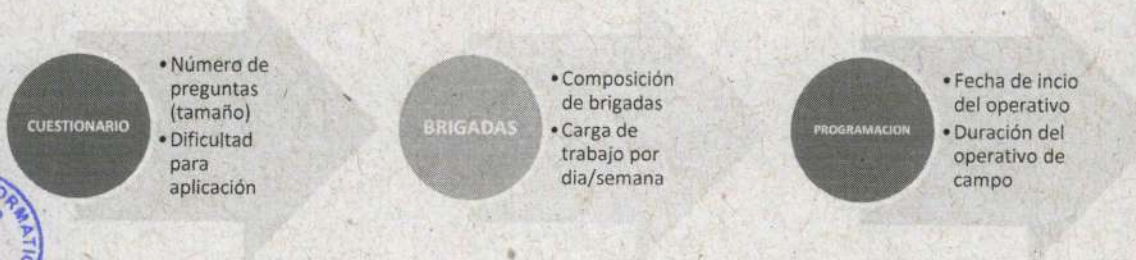 CUESTIONARIO
• Número de
preguntas
(tamaño)
• Dificultad
para
aplicación
BRIGADAS
• Composición
de brigadas
• Carga de
trabajo por
dia/semana
PROGRAMACION
• Fecha de incio
del operativo
• Duración del
operativo de
campo